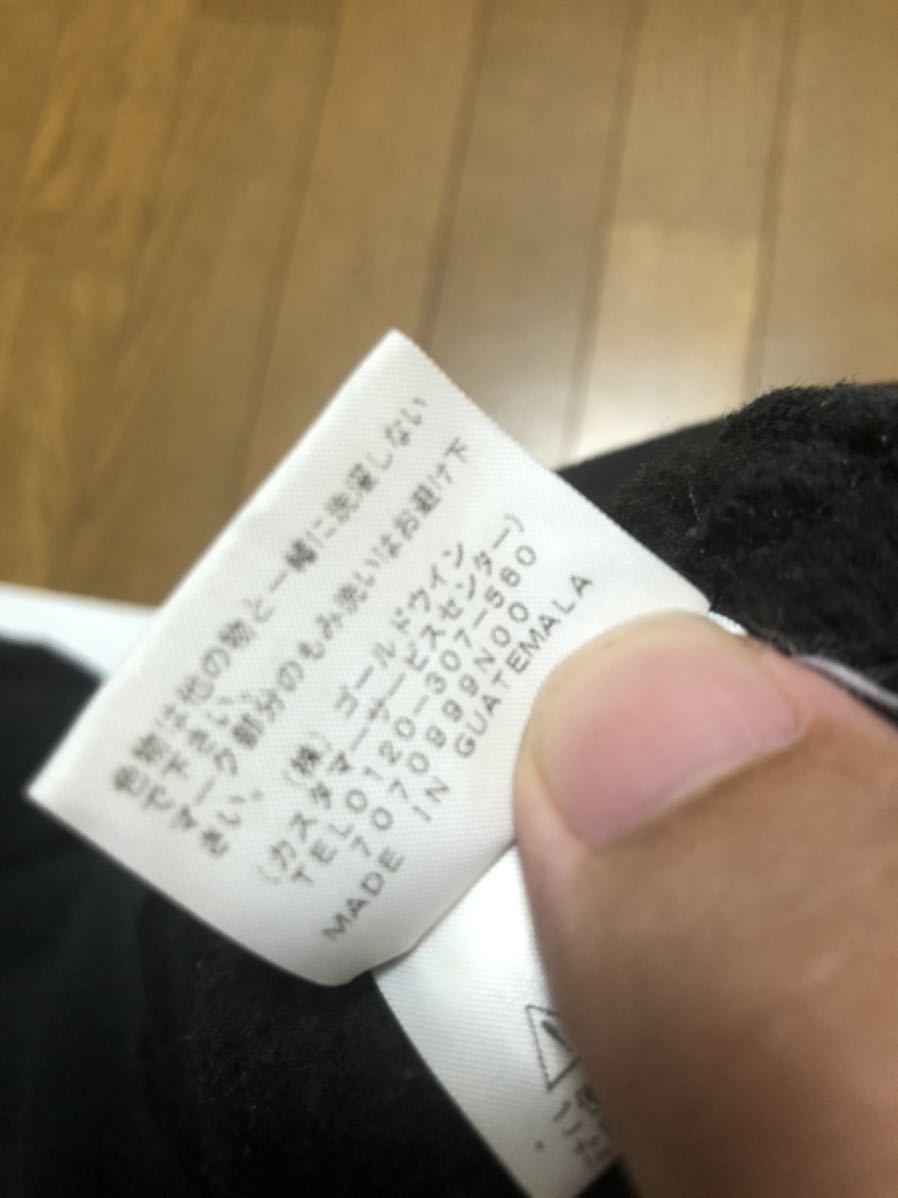 色物は他の物と一緒に洗濯しない
で下さい。
マーク部分のもみ洗いはお避け下
さい。
(株) ゴールドウイン
(カスタマーサービスセンター)
TEL0120-307-560
707099N00
MADE IN GUATEMALA